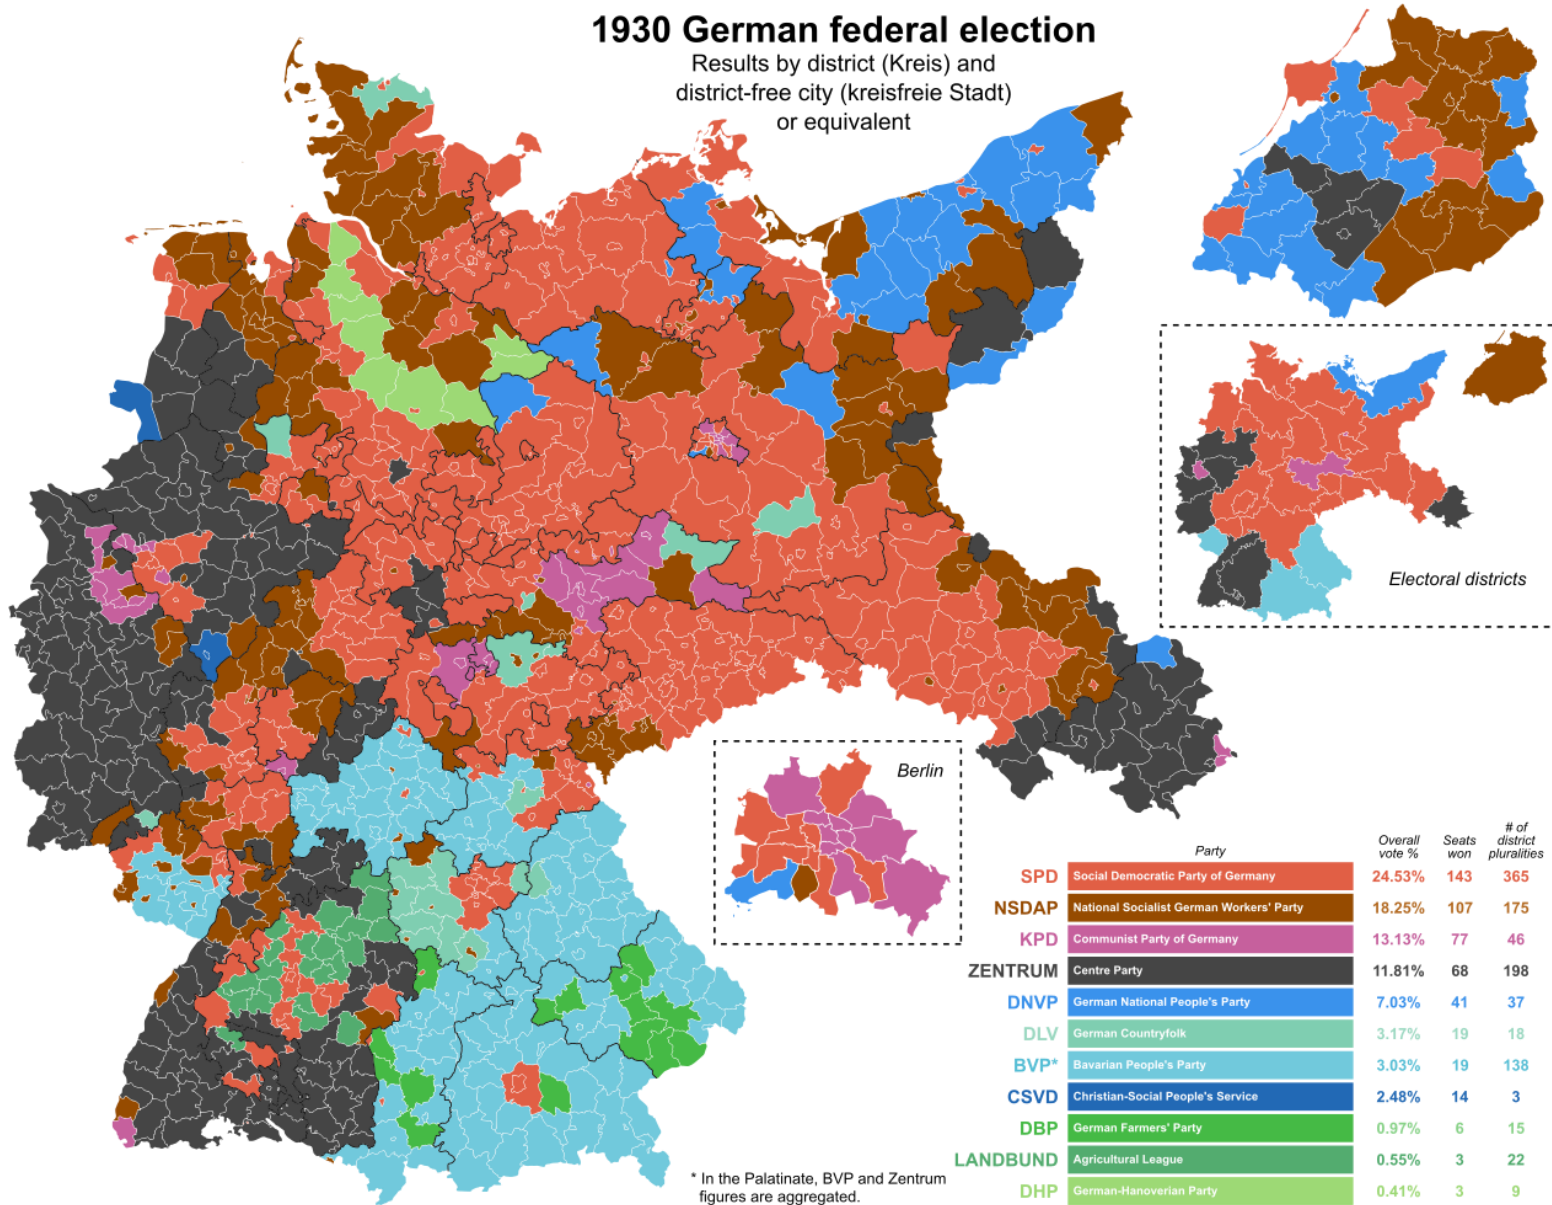 1930 German federal election
Results by district (Kreis) and
district-free city (kreisfreie Stadt)
or equivalent
Electoral districts
Berlin
Party
Overall vote %
Seats won
# of district pluralities
SPD Social Democratic Party of Germany 24.53% 143 365
NSDAP National Socialist German Workers' Party 18.25% 107 175
KPD Communist Party of Germany 13.13% 77 46
ZENTRUM Centre Party 11.81% 68 198
DNVP German National People's Party 7.03% 41 37
DLV German Countryfolk 3.17% 19 18
BVP* Bavarian People's Party 3.03% 19 138
CSVD Christian-Social People's Service 2.48% 14 3
DBP German Farmers' Party 0.97% 6 15
LANDBUND Agricultural League 0.55% 3 22
DHP German-Hanoverian Party 0.41% 3 9
* In the Palatinate, BVP and Zentrum
figures are aggregated.